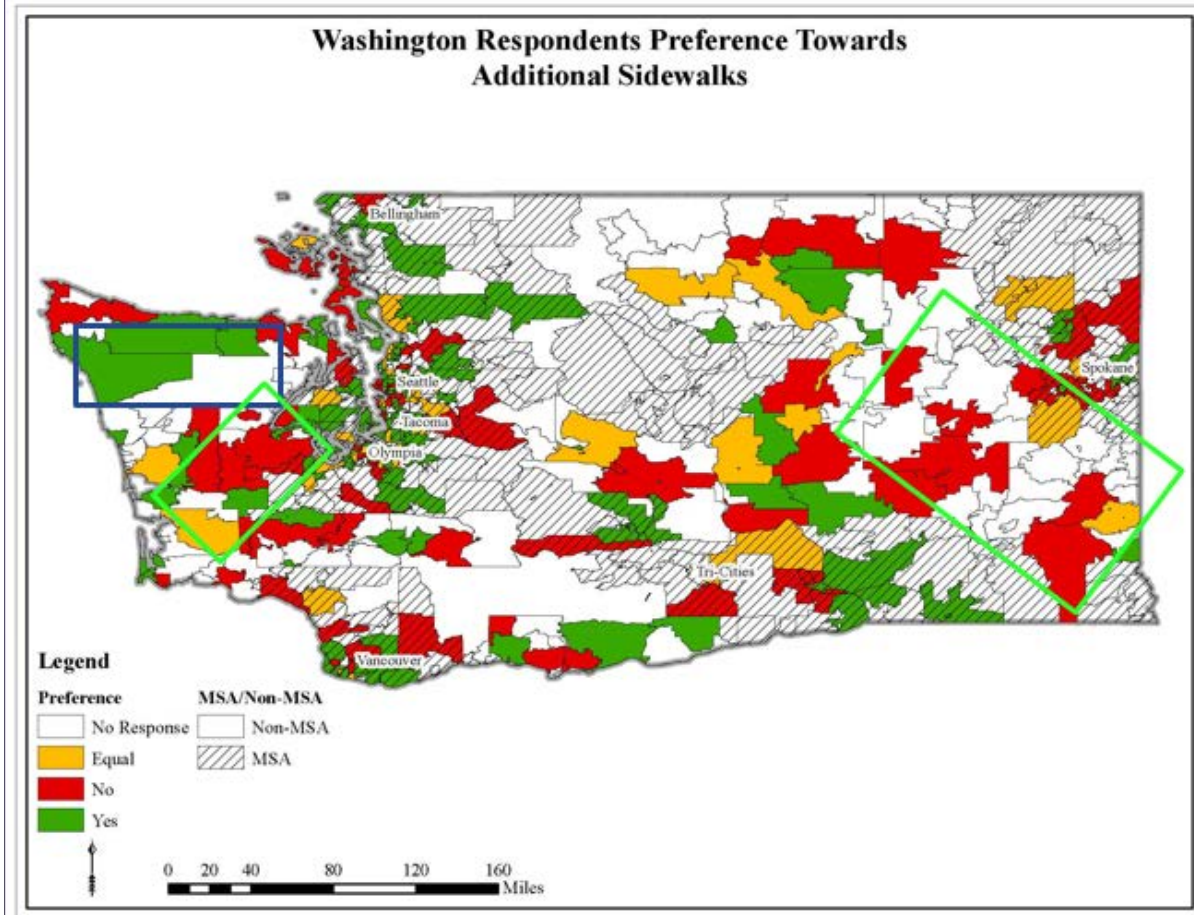 Washington Respondents Preference Towards
Additional Sidewalks
Bellingham
Seattle
Tacoma
Olympia
Spokane
Tri-Cities
Vancouver
Legend
Preference MSA/Non-MSA
No Response Non-MSA
Equal MSA
No
Yes
0 20 40 80 120 160
Miles